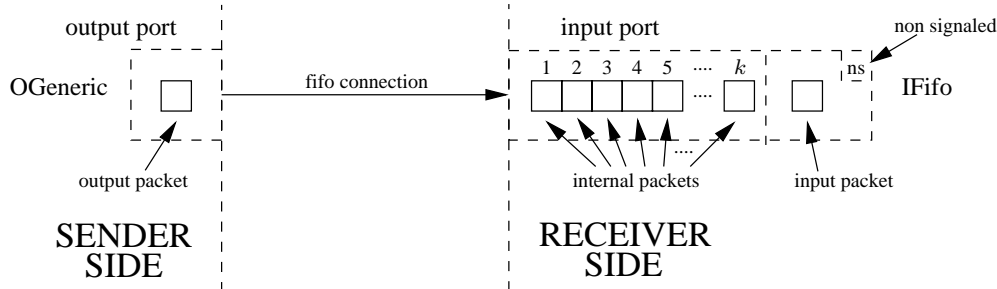 output port
input port
non signaled
OGeneric
fifo connection
1 2 3 4 5 .... k
ns
IFifo
....
....
output packet
internal packets
input packet
SENDER
SIDE
RECEIVER
SIDE